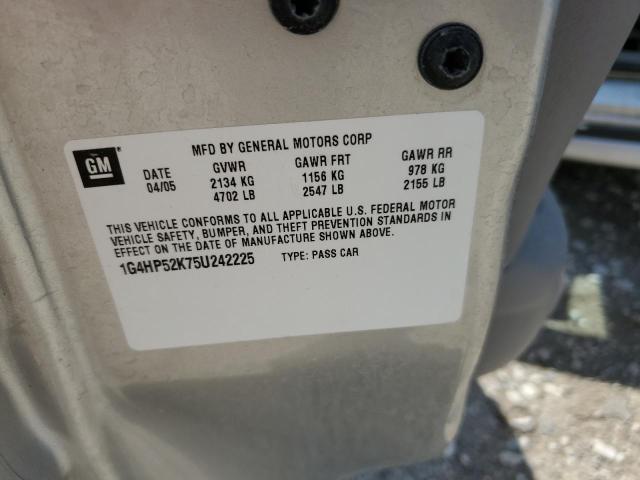 MFD BY GENERAL MOTORS CORP
GM
DATE GVWR GAWR FRT GAWR RR
04/05 2134 KG 1156 KG 978 KG
4702 LB 2547 LB 2155 LB
THIS VEHICLE CONFORMS TO ALL APPLICABLE U.S. FEDERAL MOTOR
VEHICLE SAFETY, BUMPER, AND THEFT PREVENTION STANDARDS IN
EFFECT ON THE DATE OF MANUFACTURE SHOWN ABOVE.
1G4HP52K75U242225 TYPE: PASS CAR